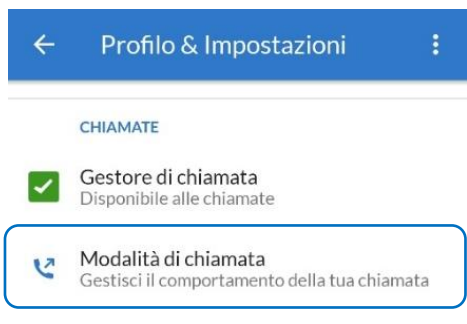 Profilo & Impostazioni
CHIAMATE
Gestore di chiamata
Disponibile alle chiamate
Modalità di chiamata
Gestisci il comportamento della tua chiamata